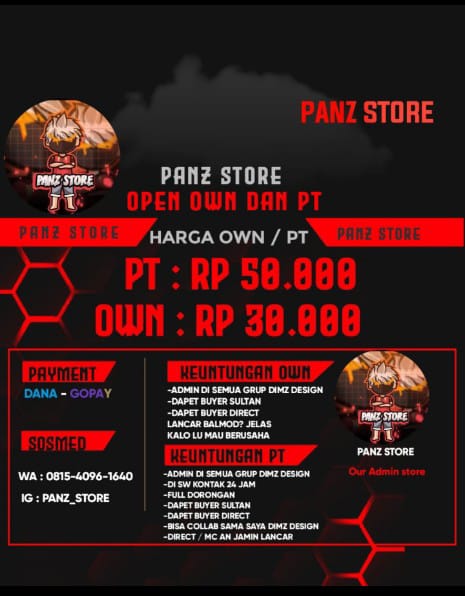 PANZ STORE
PANZ STORE
PANZ STORE
OPEN OWN DAN PT
PANZ STORE
HARGA OWN / PT
PANZ STORE
PT : RP 50.000
OWN : RP 30.000
PAYMENT
DANA - GOPAY
SOSMED
WA : 0815-4096-1640
IG : PANZ_STORE
KEUNTUNGAN OWN
-ADMIN DI SEMUA GRUP DIMZ DESIGN
-DAPET BUYER SULTAN
-DAPET BUYER DIRECT
LANCAR BALMOD? JELAS
KALO LU MAU BERUSAHA
KEUNTUNGAN PT
-ADMIN DI SEMUA GRUP DIMZ DESIGN
-DI SW KONTAK 24 JAM
-FULL DORONGAN
-DAPET BUYER SULTAN
-DAPET BUYER DIRECT
-BISA COLLAB SAMA SAYA DIMZ DESIGN
-DIRECT / MC AN JAMIN LANCAR
PANZ STORE
PANZ STORE
Our Admin store